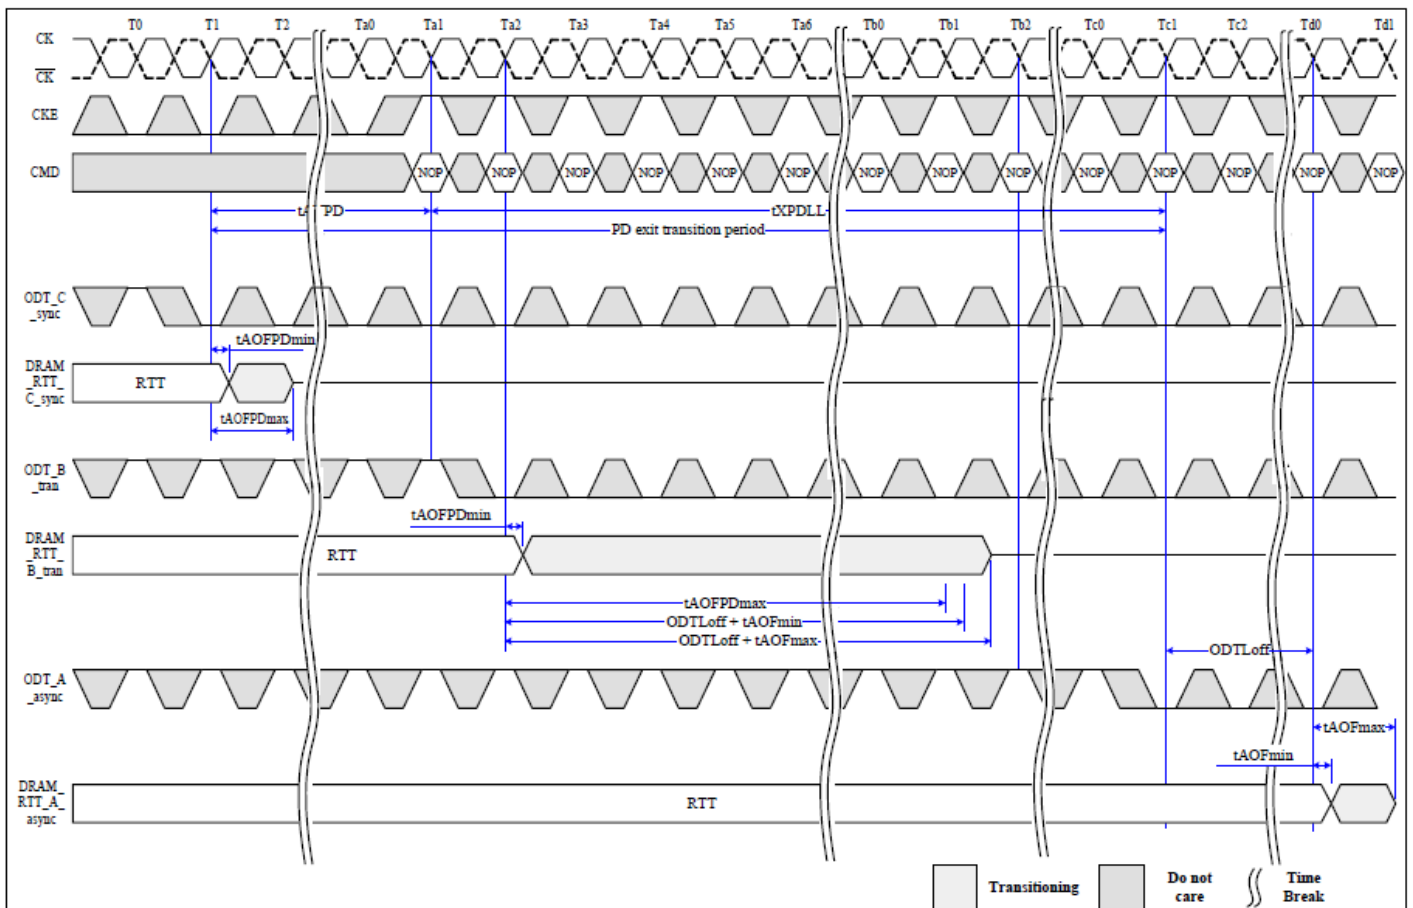 T0 T1 T2 Ta0 Ta1 Ta2 Ta3 Ta4 Ta5 Ta6 Tb0 Tb1 Tb2 Tc0 Tc1 Tc2 Td0 Td1
CK
CK
CKE
CMD
NOP NOP NOP NOP NOP NOP NOP NOP NOP NOP NOP NOP NOP NOP
tXPDLL
PD exit transition period
ODT_C
_sync
tAOFPDmin
DRAM
_RTT_
C_sync
RTT
tAOFPDmax
ODT_B
_tran
tAOFPDmin
DRAM
_RTT_
B_tran
RTT
tAOFPDmax
ODTLoff + tAOFmin
ODTLoff + tAOFmax
ODTLoff
ODT_A
_async
tAOFmax
tAOFmin
DRAM_
RTT_A_
async
RTT
Transitioning
Do not
care
Time
Break